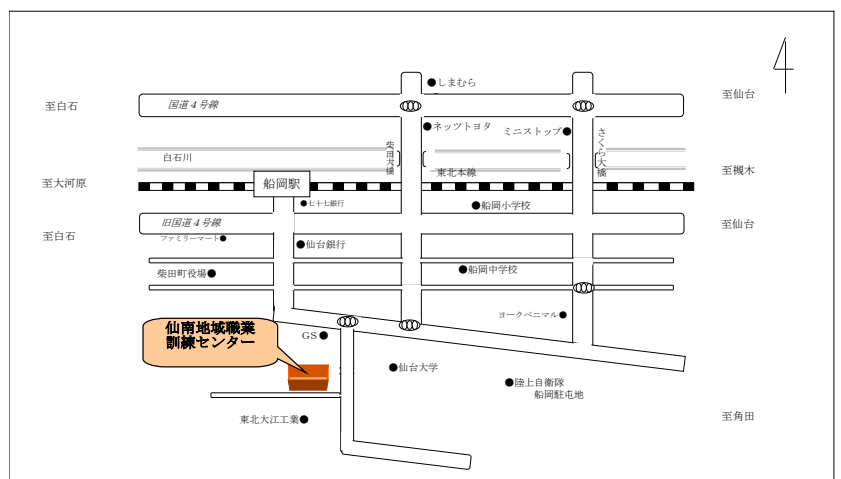 しまむら
至白石
国道４号線
至仙台
ネッツトヨタ
ミニストップ
柴田大橋
さくら大橋
白石川
東北本線
至大河原
船岡駅
至槻木
七十七銀行
船岡小学校
至白石
旧国道４号線
至仙台
ファミリーマート
仙台銀行
柴田町役場
船岡中学校
ヨークベニマル
仙南地域職業
訓練センター
GS
仙台大学
陸上自衛隊
船岡駐屯地
東北大江工業
至角田